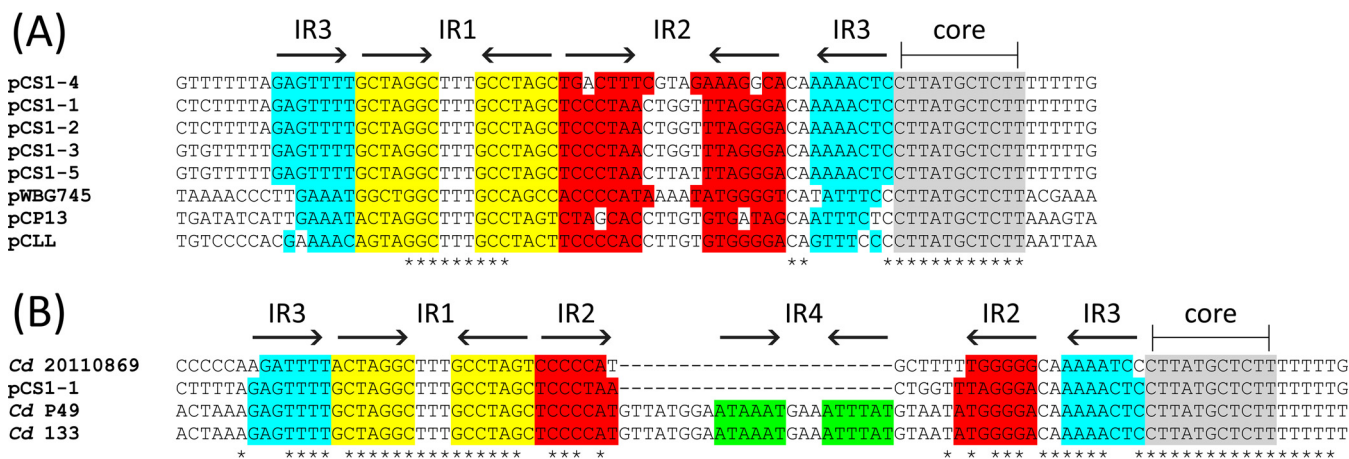 (A)
IR3 IR1 IR2 IR3 core
pCS1-4 GTTTTTTAGAGTTTTGCTAGGCTTTGCCTAGCTGACTTTCGTAGAAAGGCACAAAAACTCCTTATGCTCTTTTTTTG
pCS1-1 CTCTTTTAGAGTTTTGCTAGGCTTTGCCTAGCTCCCTAACTGGTTTAGGGACAAAAACTCCTTATGCTCTTTTTTTG
pCS1-2 CTCTTTTAGAGTTTTGCTAGGCTTTGCCTAGCTCCCTAACTGGTTTAGGGACAAAAACTCCTTATGCTCTTTTTTTG
pCS1-3 GTGTTTTTGAGTTTTGCTAGGCTTTGCCTAGCTCCCTAACTGGTTTAGGGACAAAAACTCCTTATGCTCTTTTTTTG
pCS1-5 GTGTTTTTGAGTTTTGCTAGGCTTTGCCTAGCTCCCTAACTTATTTAGGGACAAAAACTCCTTATGCTCTTTTTTTG
pWBG745 TAAAACCCTTGAAATGGCTGGCTTTGCCAGCCACCCCATAAAATATGGGGTCATATTTCCCTTATGCTCTTACGAAA
pCP13 TGATATCATTGAAATACTAGGCTTTGCCTAGTCTAGCACCTTGTGTGATAGCAATTTCTCCTTATGCTCTTAAAGTA
pCLL TGTCCCCACGAAAACAGTAGGCTTTGCCTACTTCCCCACCTTGTGTGGGGACAGTTTCCCCTTATGCTCTTAATTAA
********* ** ************
(B)
IR3 IR1 IR2 IR4 IR2 IR3 core
Cd 20110869 CCCCCAAGATTTTACTAGGCTTTGCCTAGTCCCCCAT-----------------------GCTTTTTGGGGGCAAAAATCCCTTATGCTCTTTTTTTG
pCS1-1 CTTTTAGAGTTTTGCTAGGCTTTGCCTAGCTCCCTAA-----------------------CTGGTTTAGGGACAAAAACTCCTTATGCTCTTTTTTTG
Cd P49 ACTAAAGAGTTTTGCTAGGCTTTGCCTAGCTCCCCATGTTATGGAATAAATGAAATTTATGTAATATGGGGACAAAAACTCCTTATGCTCTTTTTTTT
Cd 133 ACTAAAGAGTTTTGCTAGGCTTTGCCTAGCTCCCCATGTTATGGAATAAATGAAATTTATGTAATATGGGGACAAAAACTCCTTATGCTCTTTTTTTT
* **** **************** *** * * ** *** ****** ** *****************